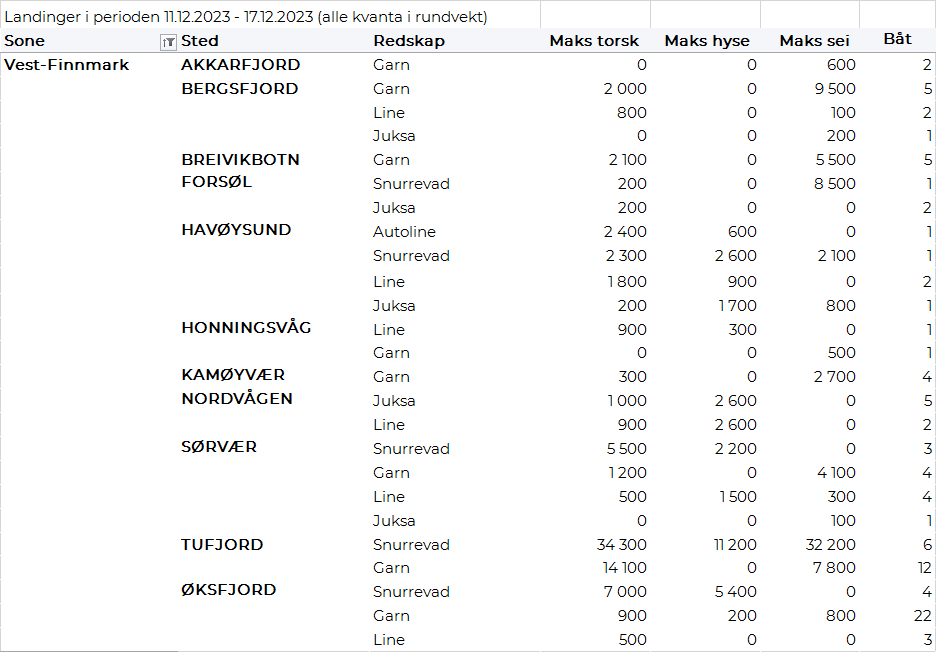 Landinger i perioden 11.12.2023 - 17.12.2023 (alle kvanta i rundvekt)
Sone Sted Redskap Maks torsk Maks hyse Maks sei Båt
Vest-Finnmark AKKARFJORD Garn 0 0 600 2
BERGSFJORD Garn 2 000 0 9 500 5
Line 800 0 100 2
Juksa 0 0 200 1
BREIVIKBOTN Garn 2 100 0 5 500 5
FORSØL Snurrevad 200 0 8 500 1
Juksa 200 0 0 2
HAVØYSUND Autoline 2 400 600 0 1
Snurrevad 2 300 2 600 2 100 1
Line 1 800 900 0 2
Juksa 200 1 700 800 1
HONNINGSVÅG Line 900 300 0 1
Garn 0 0 500 1
KAMØYVÆR Garn 300 0 2 700 4
NORDVÅGEN Juksa 1 000 2 600 0 5
Line 900 2 600 0 2
SØRVÆR Snurrevad 5 500 2 200 0 3
Garn 1 200 0 4 100 4
Line 500 1 500 300 4
Juksa 0 0 100 1
TUFJORD Snurrevad 34 300 11 200 32 200 6
Garn 14 100 0 7 800 12
ØKSFJORD Snurrevad 7 000 5 400 0 4
Garn 900 200 800 22
Line 500 0 0 3